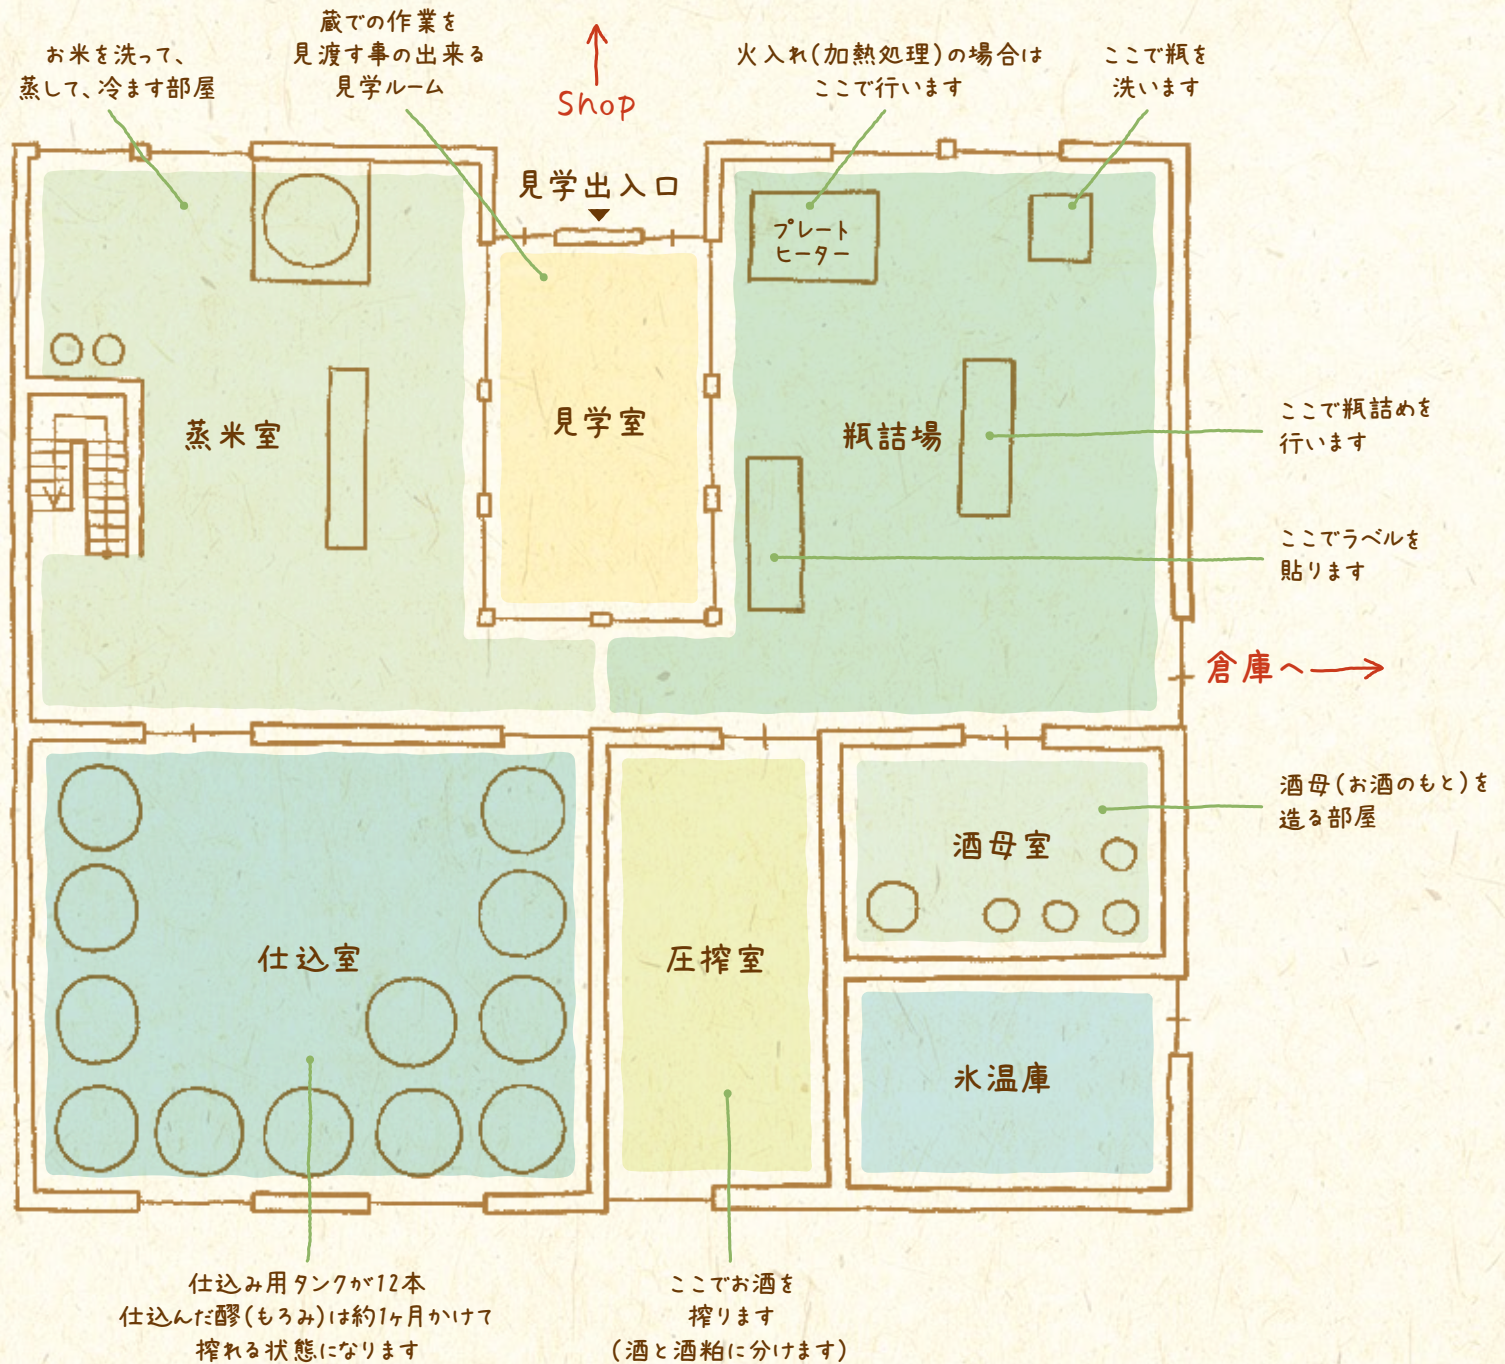 お米を洗って、
蒸して、冷ます部屋
蔵での作業を
見渡す事の出来る
見学ルーム
Shop
火入れ(加熱処理)の場合は
ここで行います
ここで瓶を
洗います
見学出入口
プレート
ヒーター
蒸米室
見学室
瓶詰場
ここで瓶詰めを
行います
ここでラベルを
貼ります
倉庫へ
酒母(お酒のもと)を
造る部屋
酒母室
仕込室
圧搾室
氷温庫
仕込み用タンクが12本
仕込んだ醪(もろみ)は約1ヶ月かけて
搾れる状態になります
ここでお酒を
搾ります
(酒と酒粕に分けます)